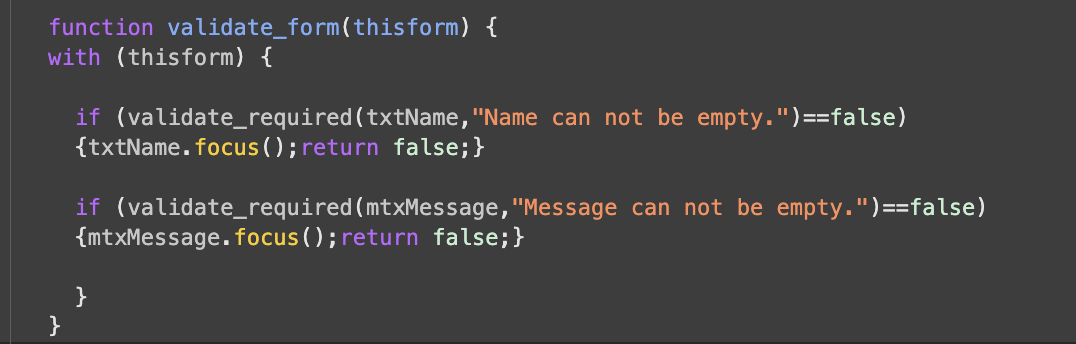 function validate_form(thisform) {
with (thisform) {
if (validate_required(txtName,"Name can not be empty.")==false)
{txtName.focus();return false;}
if (validate_required(mtxMessage,"Message can not be empty.")==false)
{mtxMessage.focus();return false;}
}
}